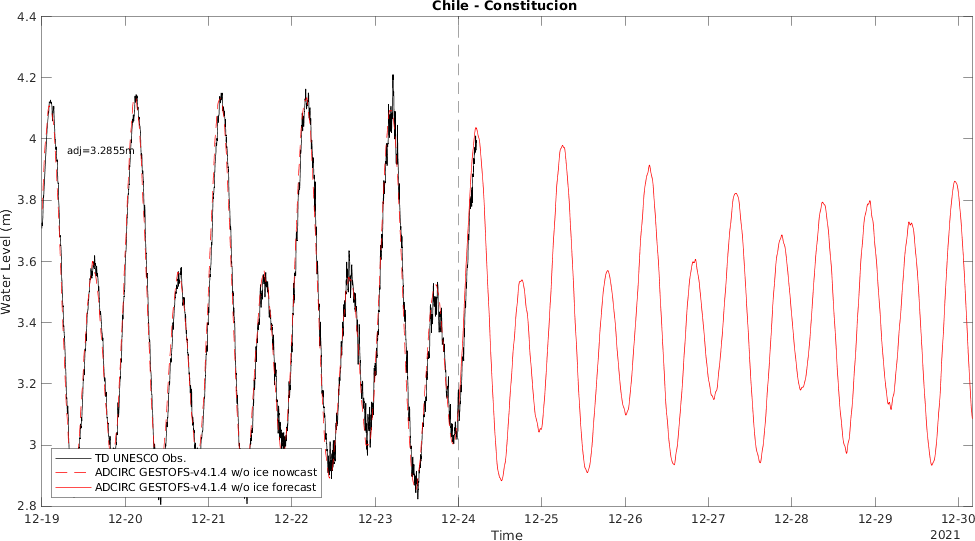 Chile - Constitucion
4.4
4.2
4
3.8
3.6
3.4
3.2
3
2.8
Water Level (m)
adj=3.2855m
TD UNESCO Obs.
ADCIRC GESTOFS-v4.1.4 w/o ice nowcast
ADCIRC GESTOFS-v4.1.4 w/o ice forecast
12-19 12-20 12-21 12-22 12-23 12-24 12-25 12-26 12-27 12-28 12-29 12-30
Time
2021